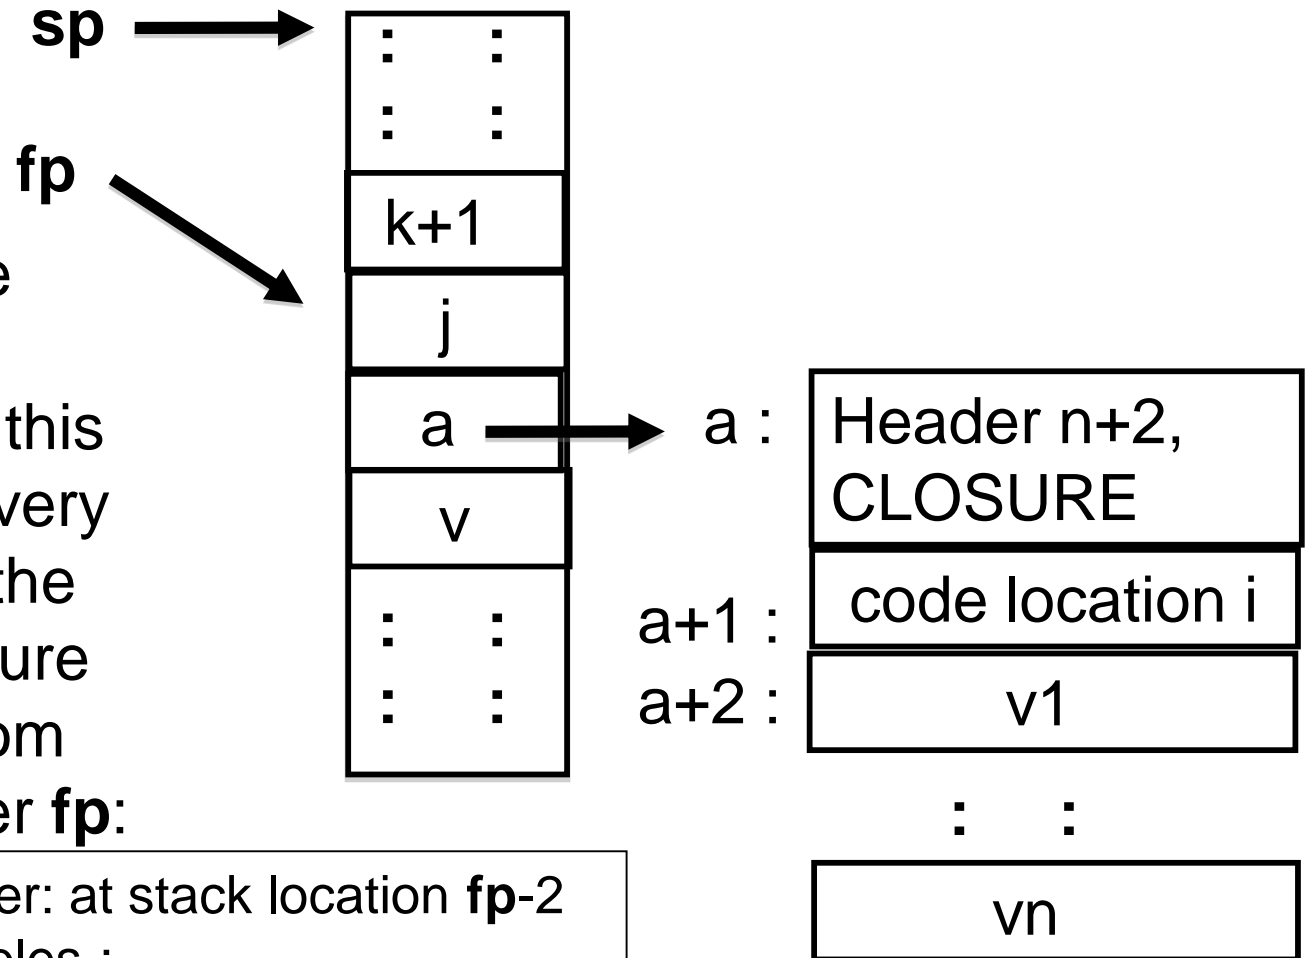 sp
: :
: :
fp
k+1
e
j
this
a
a :
Header n+2,
CLOSURE
very
v
the
code location i
: :
a+1 :
ure
: :
a+2 :
v1
om
er fp:
: :
er: at stack location fp-2
vn